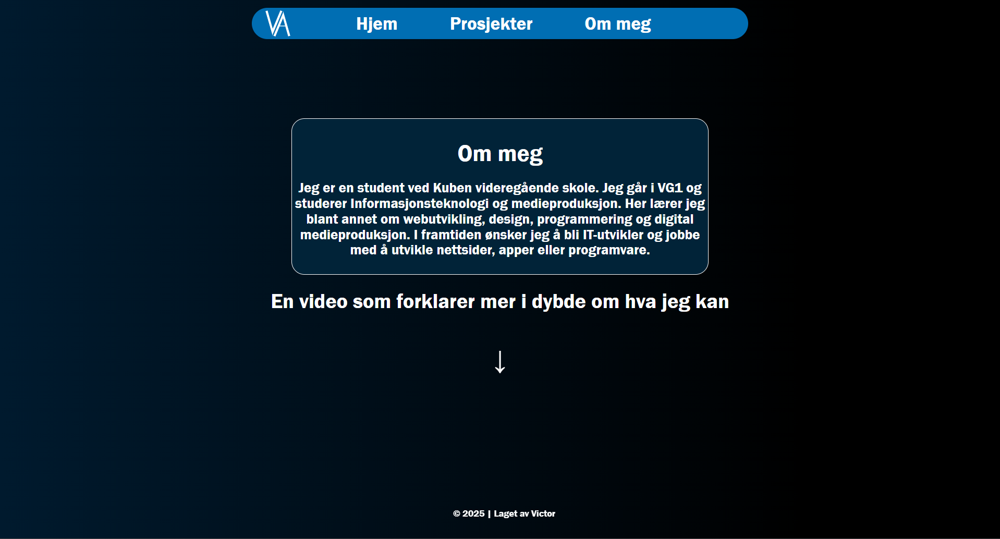 VA
Hjem
Prosjekter
Om meg
Om meg
Jeg er en student ved Kuben videregående skole. Jeg går i VG1 og
studerer Informasjonsteknologi og medieproduksjon. Her lærer jeg
blant annet om webutvikling, design, programmering og digital
medieproduksjon. I framtiden ønsker jeg å bli IT-utvikler og jobbe
med å utvikle nettsider, apper eller programvare.
En video som forklarer mer i dybde om hva jeg kan
↓
© 2025 | Laget av Victor